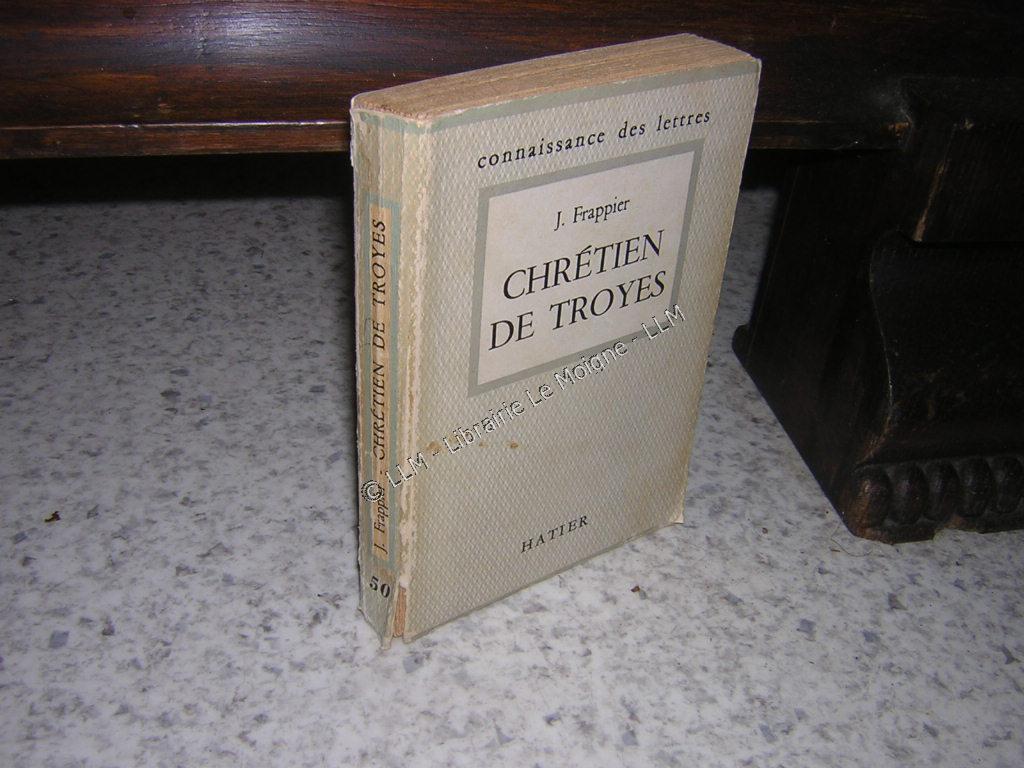 connaissance des lettres
J. Frappier
CHRÉTIEN
DE TROYES
HATIER
J. Frappier - CHRÉTIEN DE TROYES
50
© LLM - Librairie Le Moigne - LLM